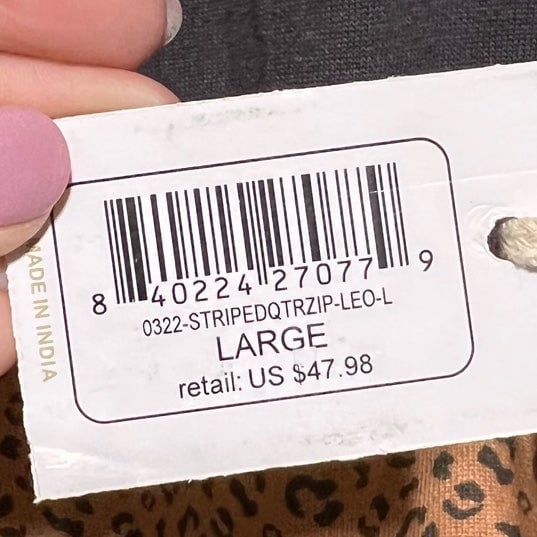 8 40224 27077 9
0322-STRIPEDQTRZIP-LEO-L
LARGE
retail: US $47.98
MADE IN INDIA